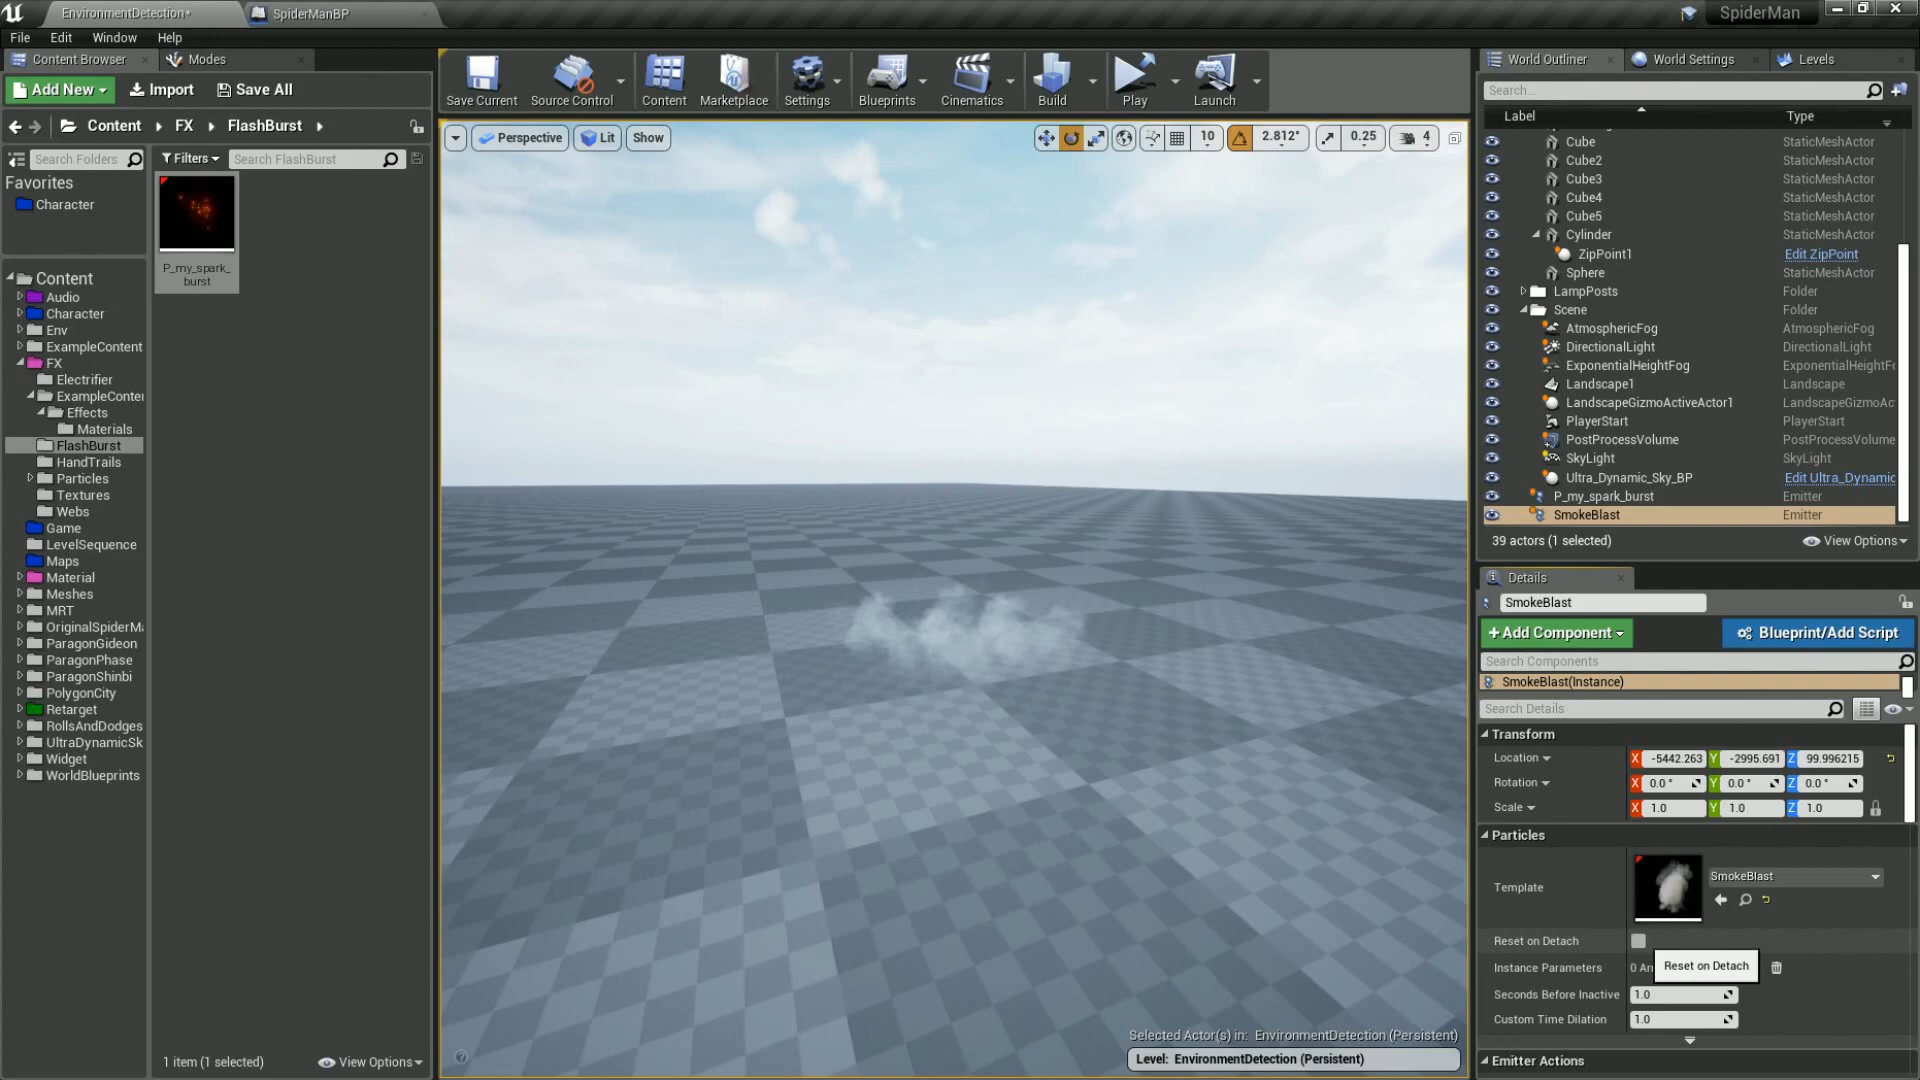 EnvironmentDetection*
SpiderManBP
SpiderMan
File Edit Window Help
Content Browser
Modes
Add New
Import
Save All
Content
FX
FlashBurst
Search Folders
Filters
Search FlashBurst
Favorites
Character
P_my_spark_
burst
Content
Audio
Character
Env
ExampleContent
FX
Electrifier
ExampleConte
Effects
Materials
FlashBurst
HandTrails
Particles
Textures
Webs
Game
LevelSequence
Maps
Material
Meshes
MRT
OriginalSpiderM
ParagonGideon
ParagonPhase
ParagonShinbi
PolygonCity
Retarget
RollsAndDodges
UltraDynamicSk
Widget
WorldBlueprints
1 item (1 selected)
View Options
Save Current
Source Control
Content
Marketplace
Settings
Blueprints
Cinematics
Build
Play
Launch
Perspective
Lit
Show
10
2.812°
0.25
4
Selected Actor(s) in: EnvironmentDetection (Persistent)
Level: EnvironmentDetection (Persistent)
World Outliner
World Settings
Levels
Search...
Label Type
Cube StaticMeshActor
Cube2 StaticMeshActor
Cube3 StaticMeshActor
Cube4 StaticMeshActor
Cube5 StaticMeshActor
Cylinder StaticMeshActor
ZipPoint1 Edit ZipPoint
Sphere StaticMeshActor
LampPosts Folder
Scene Folder
AtmosphericFog AtmosphericFog
DirectionalLight DirectionalLight
ExponentialHeightFog ExponentialHeightF
Landscape1 Landscape
LandscapeGizmoActiveActor1 LandscapeGizmoAc
PlayerStart PlayerStart
PostProcessVolume PostProcessVolume
SkyLight SkyLight
Ultra_Dynamic_Sky_BP Edit Ultra_Dynamic
P_my_spark_burst Emitter
SmokeBlast Emitter
39 actors (1 selected)
View Options
Details
SmokeBlast
+Add Component
Blueprint/Add Script
Search Components
SmokeBlast(Instance)
Search Details
Transform
Location X -5442.263 Y -2995.691 Z 99.996215
Rotation X 0.0 ° Y 0.0 ° Z 0.0 °
Scale X 1.0 Y 1.0 Z 1.0
Particles
Template
SmokeBlast
Reset on Detach
Instance Parameters 0 Ar
Reset on Detach
Seconds Before Inactive 1.0
Custom Time Dilation 1.0
Emitter Actions